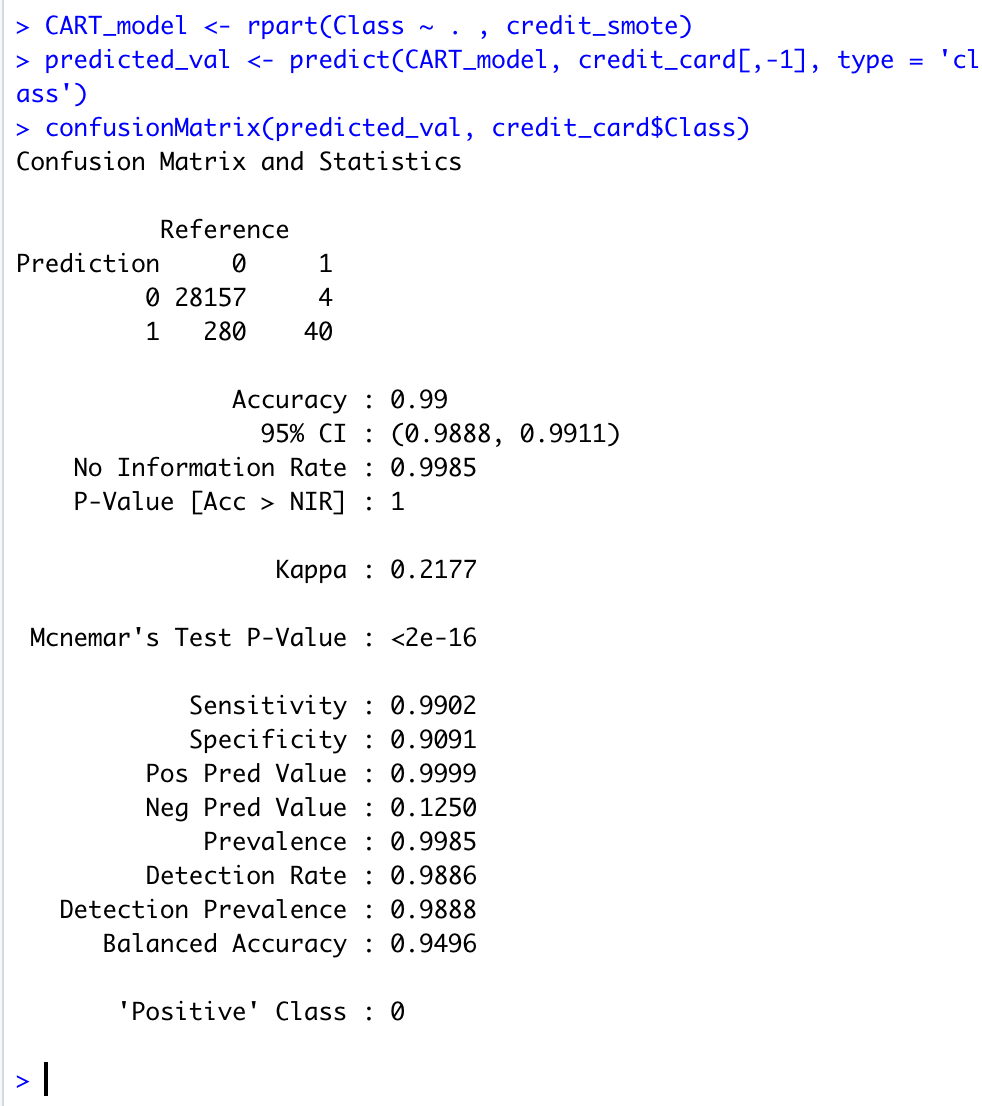 > CART_model <- rpart(Class ~ . , credit_smote)
> predicted_val <- predict(CART_model, credit_card[,-1], type = 'cl
ass')
> confusionMatrix(predicted_val, credit_card$Class)
Confusion Matrix and Statistics

          Reference
Prediction     0     1
         0 28157     4
         1   280    40

               Accuracy : 0.99
                 95% CI : (0.9888, 0.9911)
    No Information Rate : 0.9985
    P-Value [Acc > NIR] : 1

                  Kappa : 0.2177

 Mcnemar's Test P-Value : <2e-16

            Sensitivity : 0.9902
            Specificity : 0.9091
         Pos Pred Value : 0.9999
         Neg Pred Value : 0.1250
             Prevalence : 0.9985
         Detection Rate : 0.9886
   Detection Prevalence : 0.9888
      Balanced Accuracy : 0.9496

       'Positive' Class : 0

>